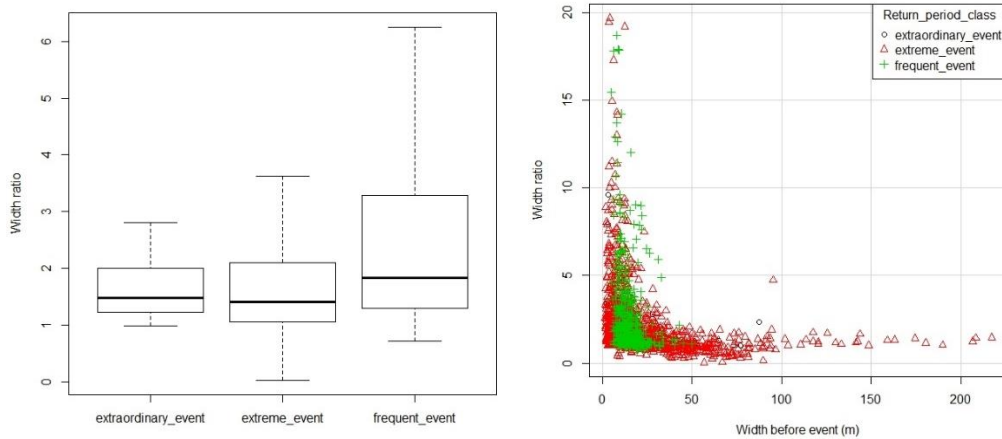 Width ratio
6
5
4
3
2
1
0
extraordinary_event extreme_event frequent_event
Width ratio
20
15
10
5
0
Return_period_class
extraordinary_event
extreme_event
frequent_event
0 50 100 150 200
Width before event (m)